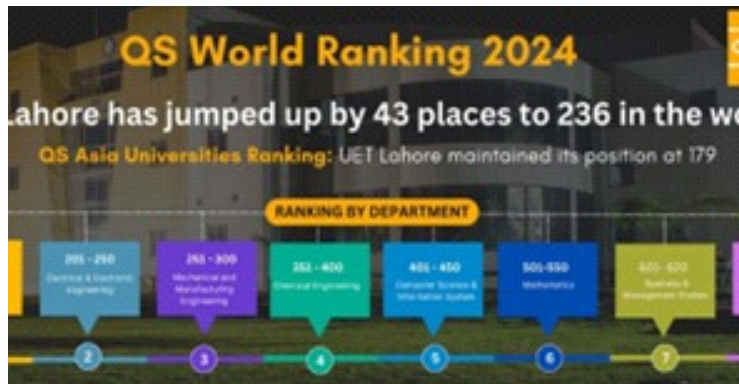 QS World Ranking 2024
Lahore has jumped up by 43 places to 236 in the wo
QS Asia Universities Ranking: UET Lahore maintained its position at 179
RANKING BY DEPARTMENT
201 - 250
Electrical & Electronic
Engineering
251 - 300
Mechanical and
Manufacturing
Engineering
351 - 400
Chemical Engineering
401 - 450
Computer Science &
Information System
501-550
Mathematics
601- 620
Business &
Management Studies
2
3
4
5
6
7